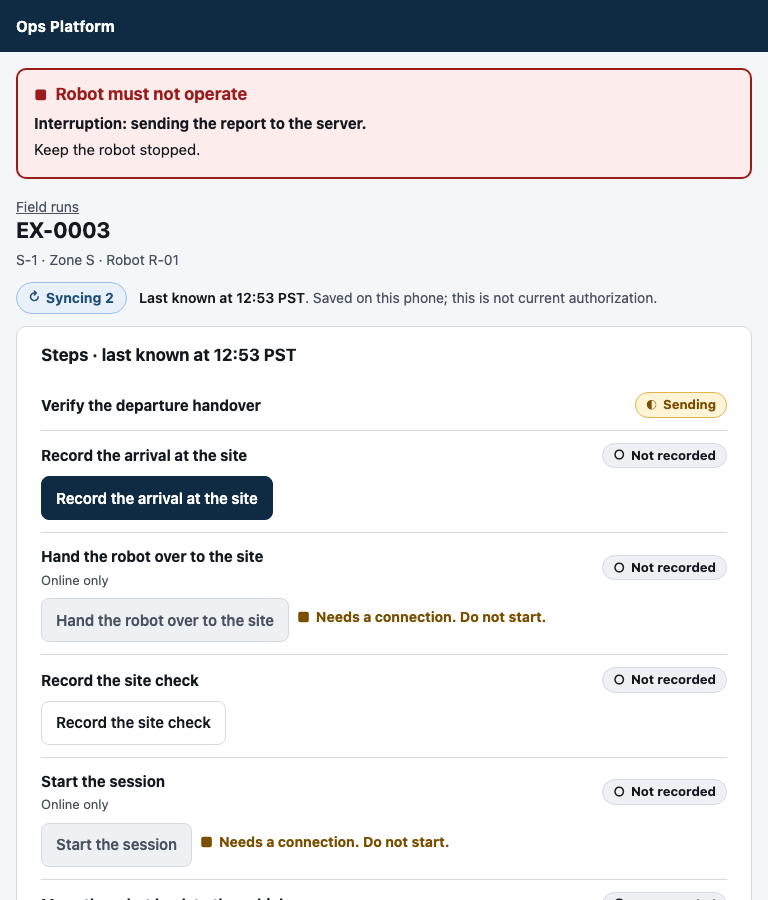 Ops Platform
Robot must not operate
Interruption: sending the report to the server.
Keep the robot stopped.
Field runs
EX-0003
S-1 · Zone S · Robot R-01
Syncing 2
Last known at 12:53 PST. Saved on this phone; this is not current authorization.
Steps · last known at 12:53 PST
Verify the departure handover
Sending
Record the arrival at the site
Not recorded
Record the arrival at the site
Hand the robot over to the site
Not recorded
Online only
Hand the robot over to the site
Needs a connection. Do not start.
Record the site check
Not recorded
Record the site check
Start the session
Not recorded
Online only
Start the session
Needs a connection. Do not start.